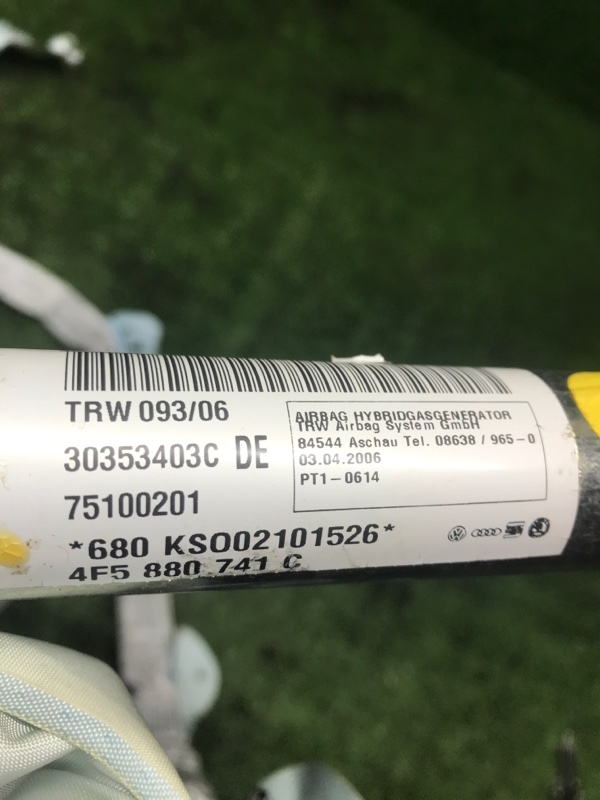 TRW 093/06
30353403C DE
75100201
*680 KS002101526*
4F5 880 741 C
AIRBAG HYBRIDGASGENERATOR
TRW Airbag System GmbH
84544 Aschau Tel. 08638 / 965-0
03.04.2006
PT1-0614